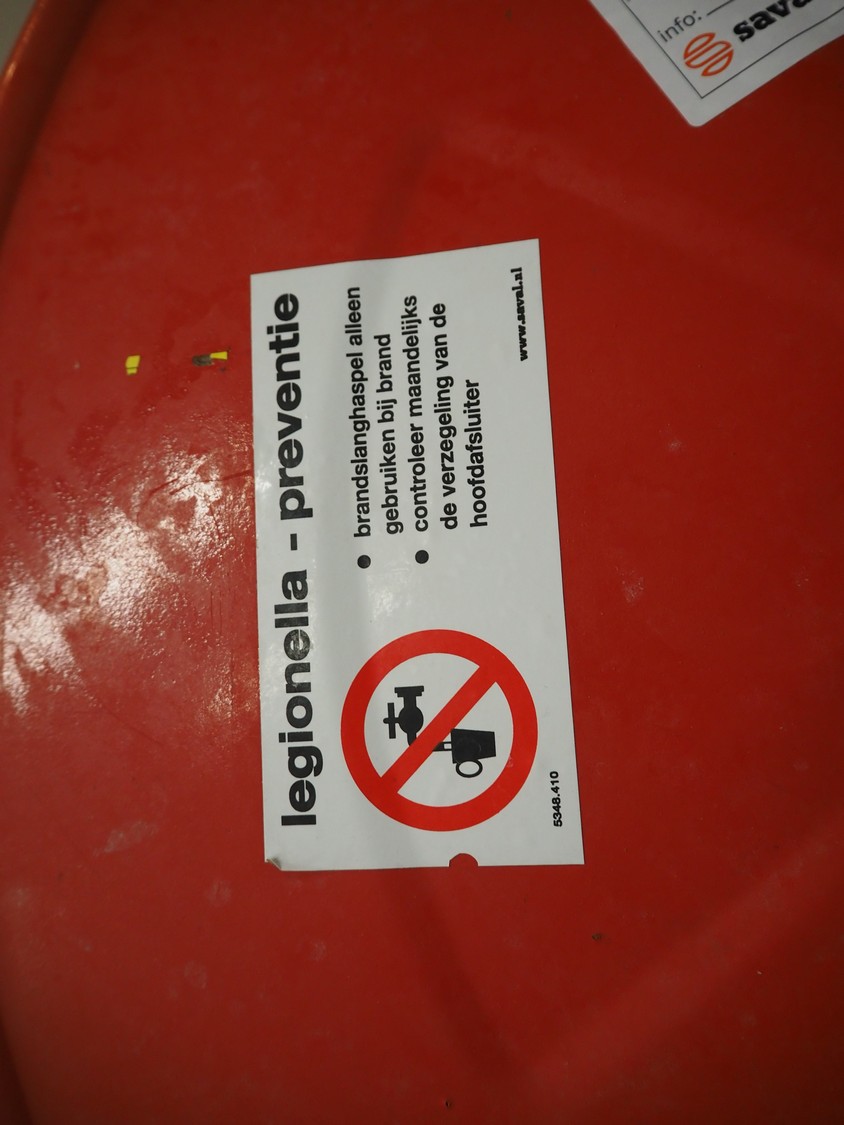 legionella - preventie
● brandslanghaspel alleen
gebruiken bij brand
● controleer maandelijks
de verzegeling van de
hoofdafsluiter
5348.410
www.saval.nl
info: